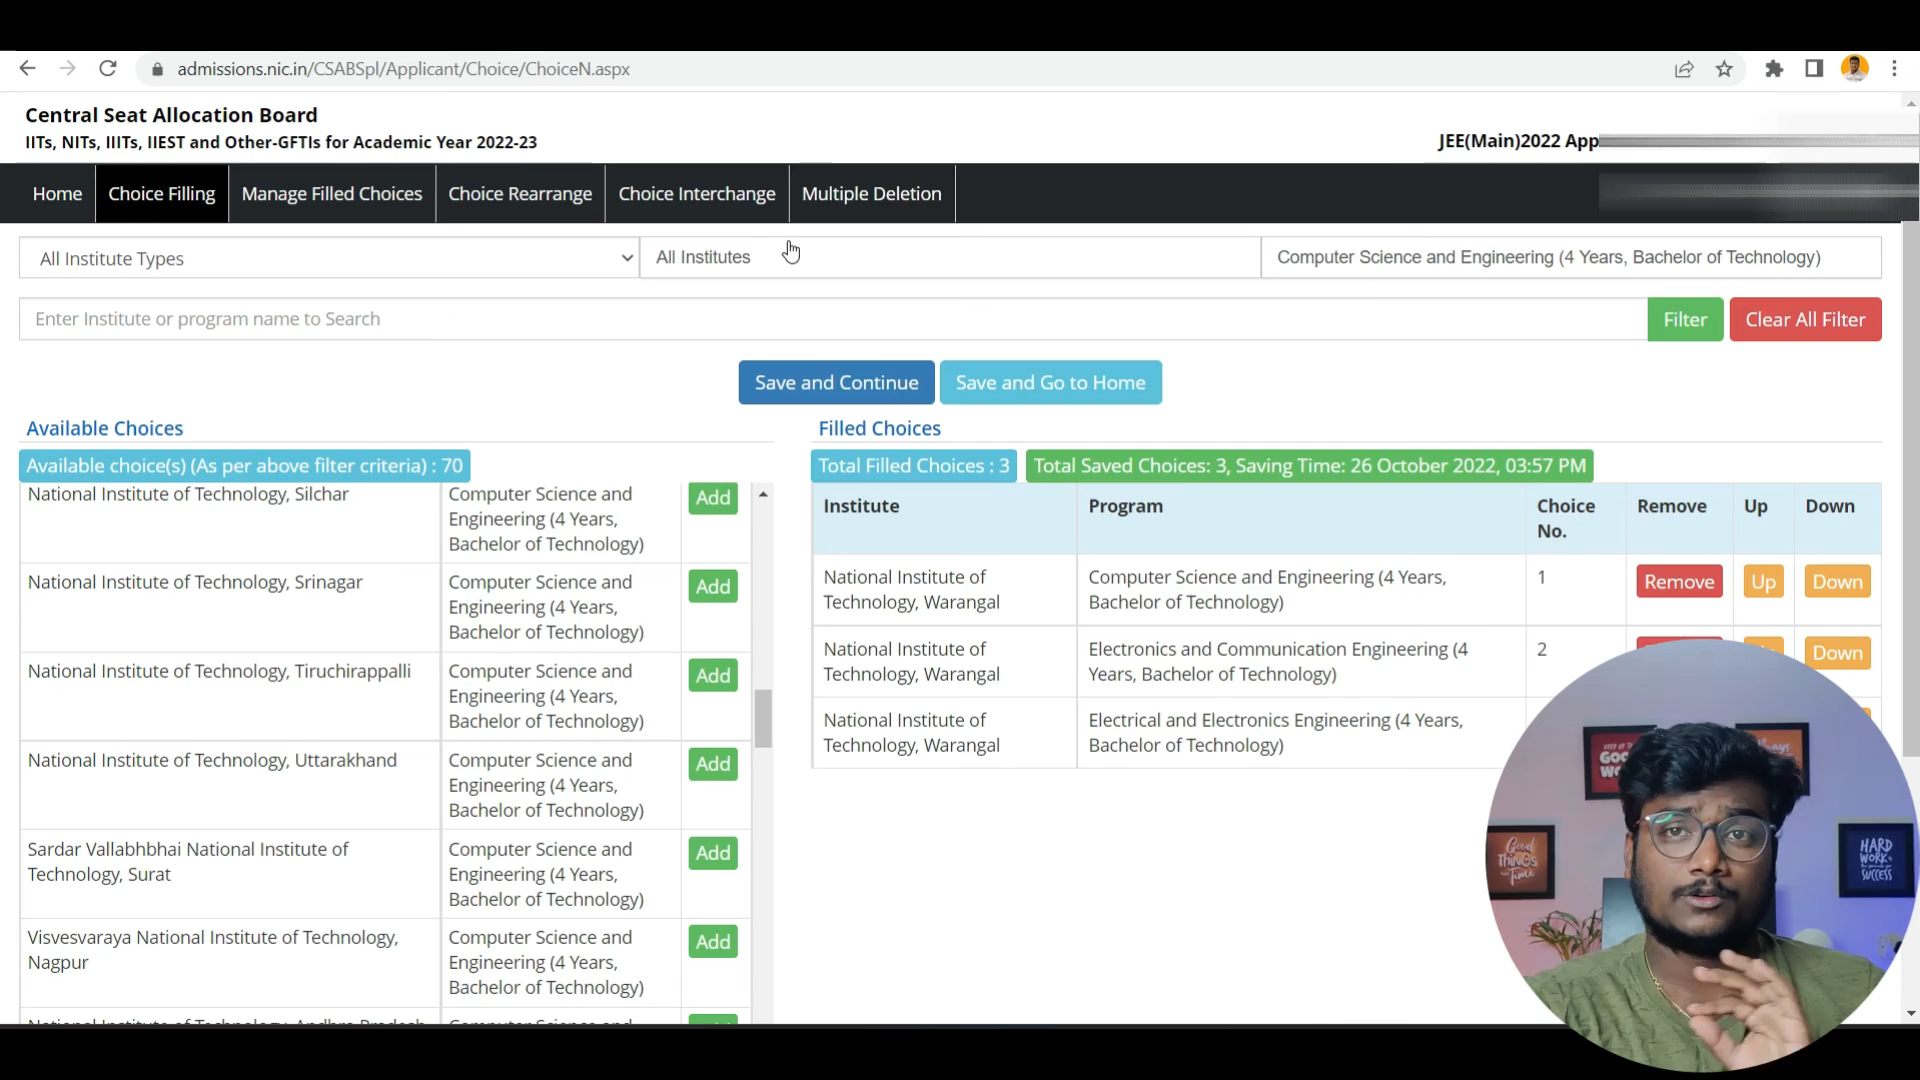 admissions.nic.in/CSABSpl/Applicant/Choice/ChoiceN.aspx
Central Seat Allocation Board
IITs, NITs, IIITs, IIEST and Other-GFTIs for Academic Year 2022-23
JEE(Main)2022 App
Home
Choice Filling
Manage Filled Choices
Choice Rearrange
Choice Interchange
Multiple Deletion
All Institute Types
All Institutes
Computer Science and Engineering (4 Years, Bachelor of Technology)
Enter Institute or program name to Search
Filter
Clear All Filter
Save and Continue
Save and Go to Home
Available Choices
Available choice(s) (As per above filter criteria) : 70
National Institute of Technology, Silchar
Computer Science and
Engineering (4 Years,
Bachelor of Technology)
Add
National Institute of Technology, Srinagar
Computer Science and
Engineering (4 Years,
Bachelor of Technology)
Add
National Institute of Technology, Tiruchirappalli
Computer Science and
Engineering (4 Years,
Bachelor of Technology)
Add
National Institute of Technology, Uttarakhand
Computer Science and
Engineering (4 Years,
Bachelor of Technology)
Add
Sardar Vallabhbhai National Institute of
Technology, Surat
Computer Science and
Engineering (4 Years,
Bachelor of Technology)
Add
Visvesvaraya National Institute of Technology,
Nagpur
Computer Science and
Engineering (4 Years,
Bachelor of Technology)
Add
National Institute of Technology, Andhra Pradesh
Computer Science and
Filled Choices
Total Filled Choices : 3
Total Saved Choices: 3, Saving Time: 26 October 2022, 03:57 PM
Institute
Program
Choice
No.
Remove
Up
Down
National Institute of
Technology, Warangal
Computer Science and Engineering (4 Years,
Bachelor of Technology)
1
Remove
Up
Down
National Institute of
Technology, Warangal
Electronics and Communication Engineering (4
Years, Bachelor of Technology)
2
Down
National Institute of
Technology, Warangal
Electrical and Electronics Engineering (4 Years,
Bachelor of Technology)
Good
THINGS
Time
HARD
WORK
SUCCESS